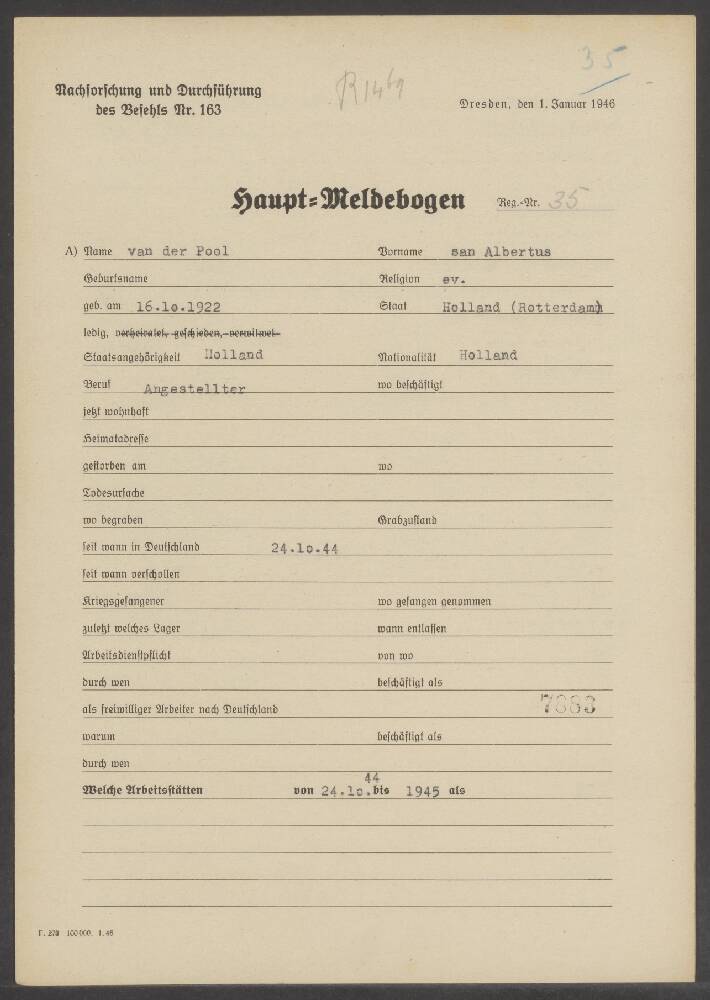 35
Nachforschung und Durchführung
des Befehls Nr. 163
R1469
Dresden, den 1. Januar 1946
Haupt=Meldebogen Reg.-Nr. 35
A) Name van der Pool Vorname san Albertus
Geburtsname Religion ev.
geb. am 16.1o.1922 Staat Holland (Rotterdam)
ledig, verheiratet, geschieden, verwitwet
Staatsangehörigkeit Holland Nationalität Holland
Beruf Angestellter wo beschäftigt
jetzt wohnhaft
Heimatadresse
gestorben am wo
Todesursache
wo begraben Grabzustand
seit wann in Deutschland 24.1o.44
seit wann verschollen
Kriegsgefangener wo gefangen genommen
zuletzt welches Lager wann entlassen
Arbeitsdienstpflicht von wo
durch wen beschäftigt als
als freiwilliger Arbeiter nach Deutschland 7883
warum beschäftigt als
durch wen
44
Welche Arbeitsstätten von 24.1o. bis 1945 als
F. 270 100000. 1.46